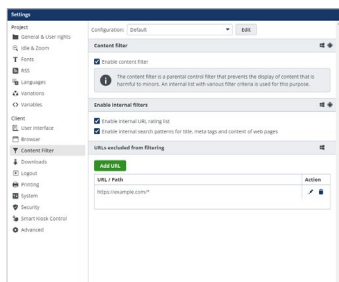 Settings
Project
General & User rights
Idle & Zoom
Fonts
RSS
Languages
Variations
Variables
Client
User Interface
Browser
Content Filter
Downloads
Logout
Printing
System
Security
Smart Kiosk Control
Advanced
Configuration: Default Edit
Content filter
Enable content filter
The content filter is a parental control filter that prevents the display of content that is
harmful to minors. An internal list with various filter criteria is used for this purpose.
Enable internal filters
Enable internal URL rating list
Enable internal search patterns for title, meta tags and content of web pages
URLs excluded from filtering
Add URL
URL / Path Action
https://example.com/*